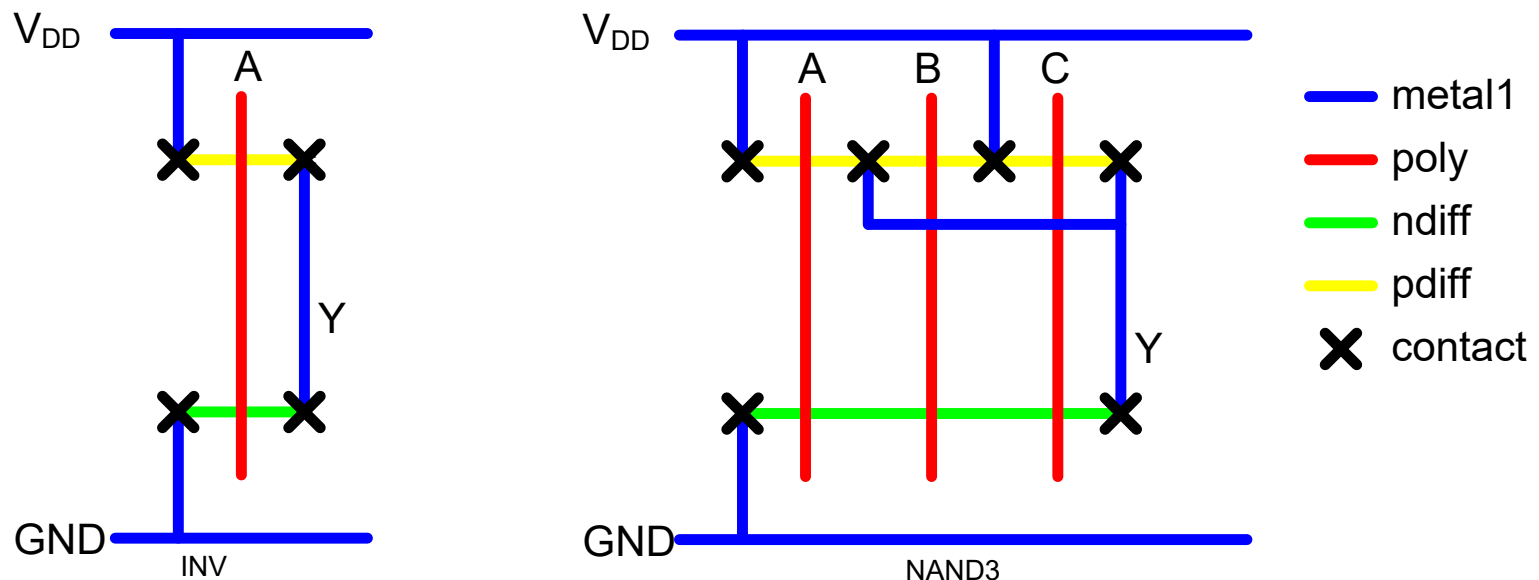 VDD
A
Y
GND
INV
VDD
A B C
Y
GND
NAND3
metal1
poly
ndiff
pdiff
contact